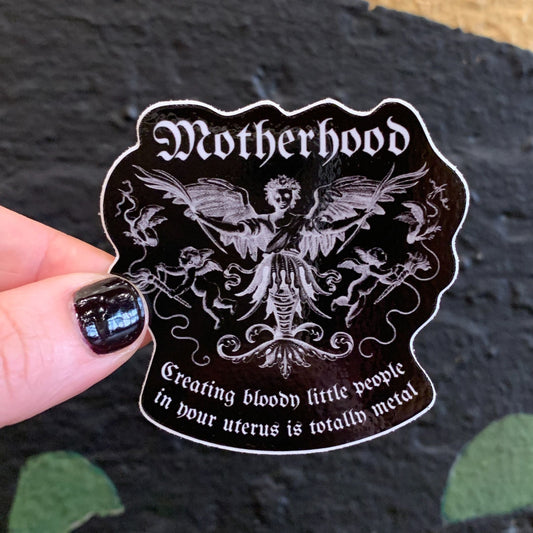 Motherhood
Creating bloody little people
in your uterus is totally metal